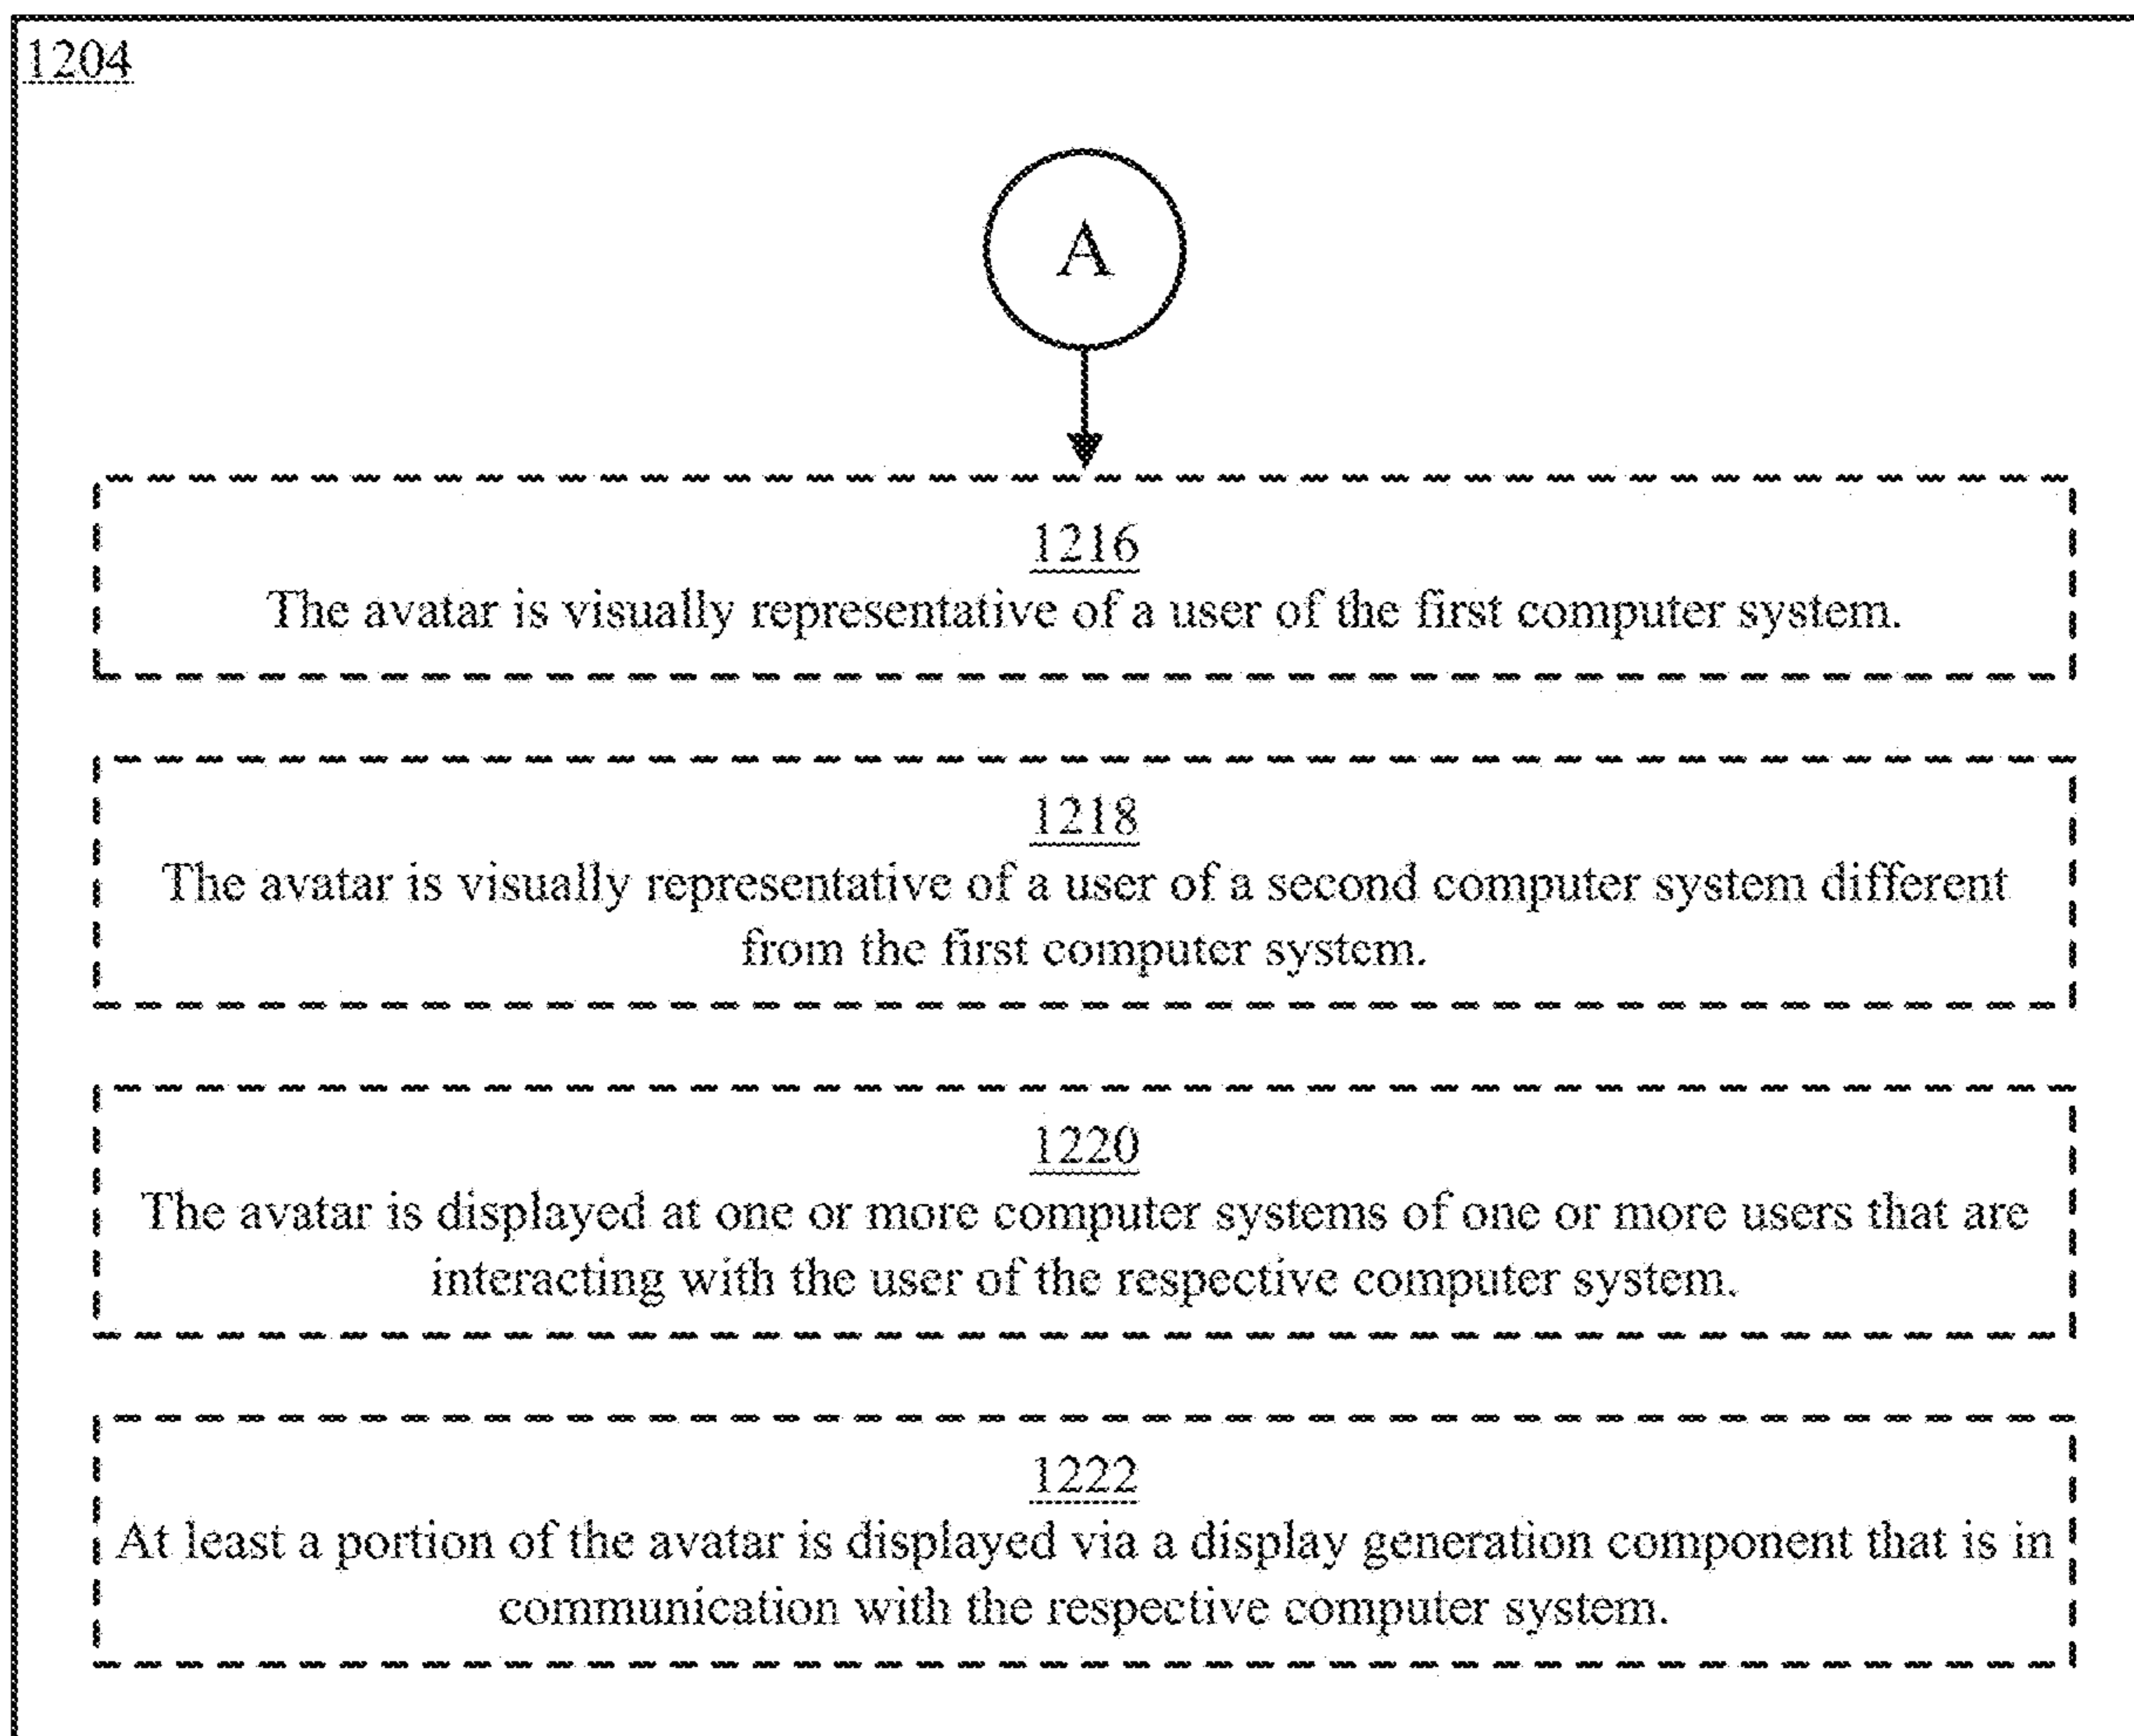 1204
A
1216
The avatar is visually representative of a user of the first computer system.
1218
The avatar is visually representative of a user of a second computer system different
from the first computer system.
1220
The avatar is displayed at one or more computer systems of one or more users that are
interacting with the user of the respective computer system.
1222
At least a portion of the avatar is displayed via a display generation component that is in
communication with the respective computer system.